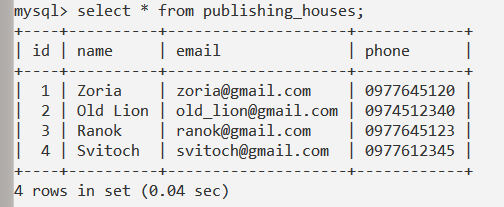 mysql> select * from publishing_houses;
+----+----------+--------------------+------------+
| id | name     | email              | phone      |
+----+----------+--------------------+------------+
|  1 | Zoria    | zoria@gmail.com    | 0977645120 |
|  2 | Old Lion | old_lion@gmail.com | 0974512340 |
|  3 | Ranok    | ranok@gmail.com    | 0977645123 |
|  4 | Svitoch  | svitoch@gmail.com  | 0977612345 |
+----+----------+--------------------+------------+
4 rows in set (0.04 sec)